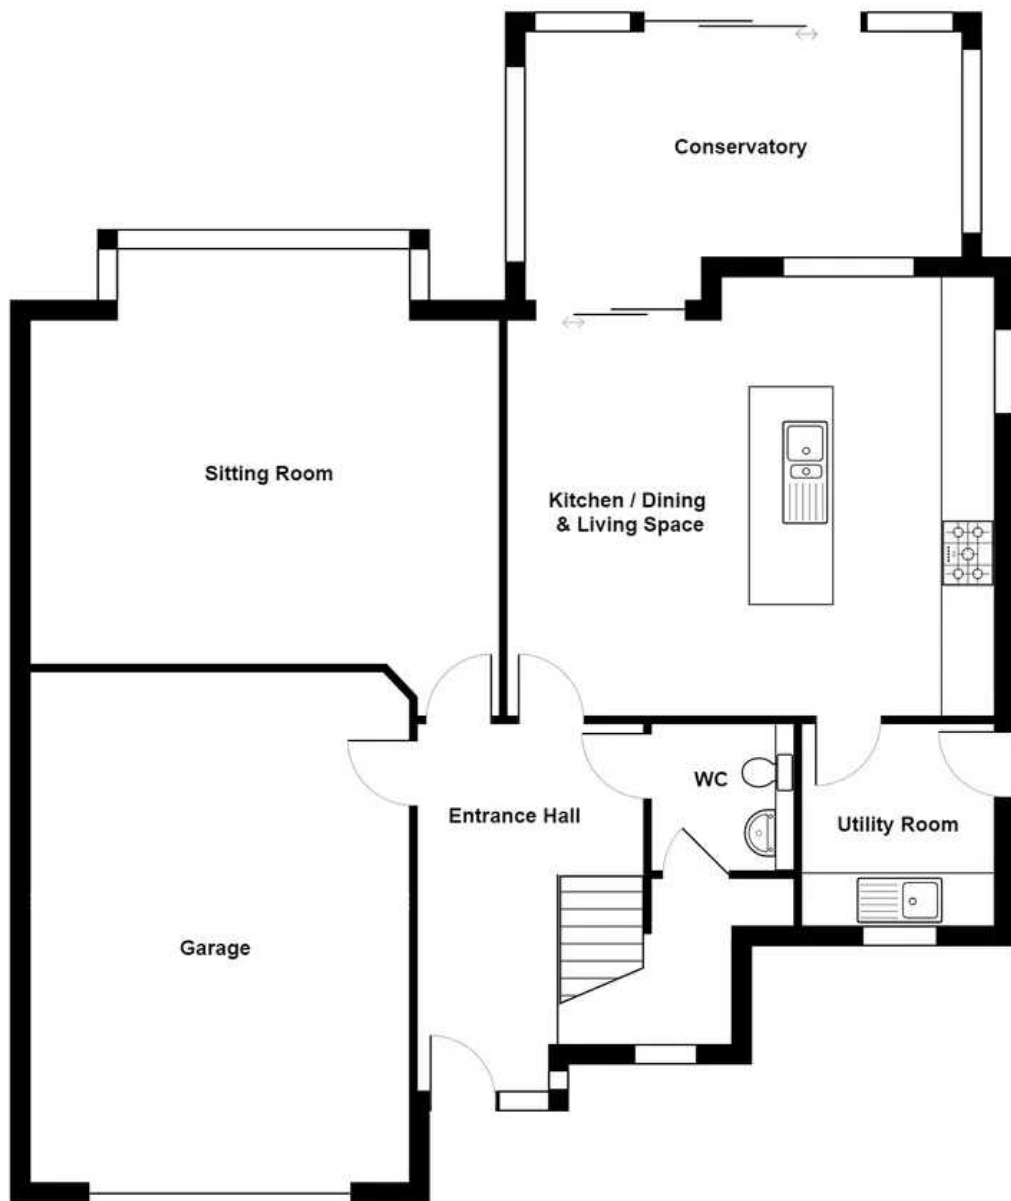 Conservatory
Sitting Room
Kitchen / Dining
& Living Space
WC
Entrance Hall
Utility Room
Garage